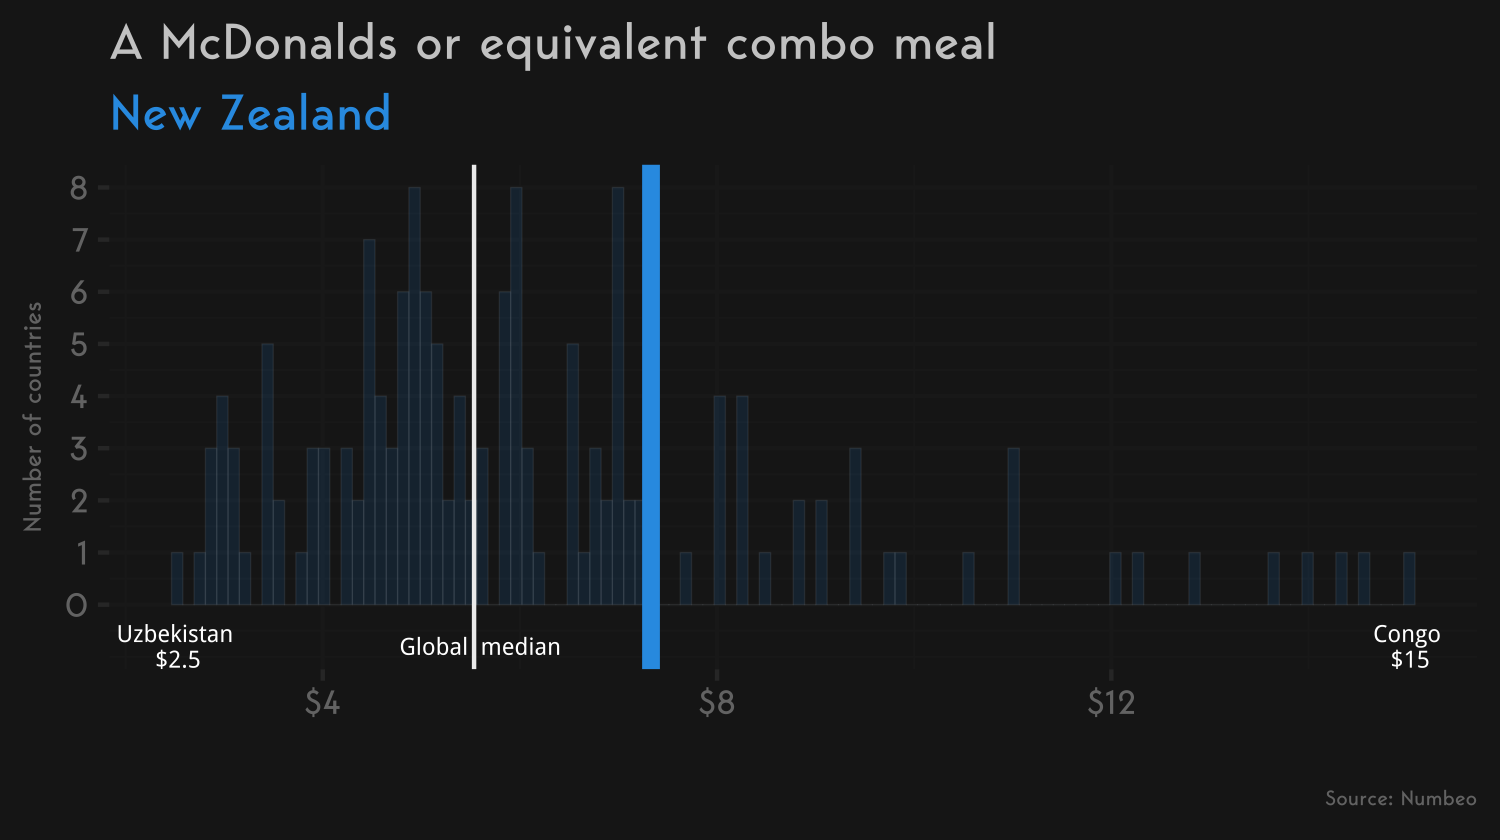 A McDonalds or equivalent combo meal
New Zealand
Number of countries
8
7
6
5
4
3
2
1
0
Uzbekistan
$2.5
Global median
Congo
$15
$4 $8 $12
Source: Numbeo